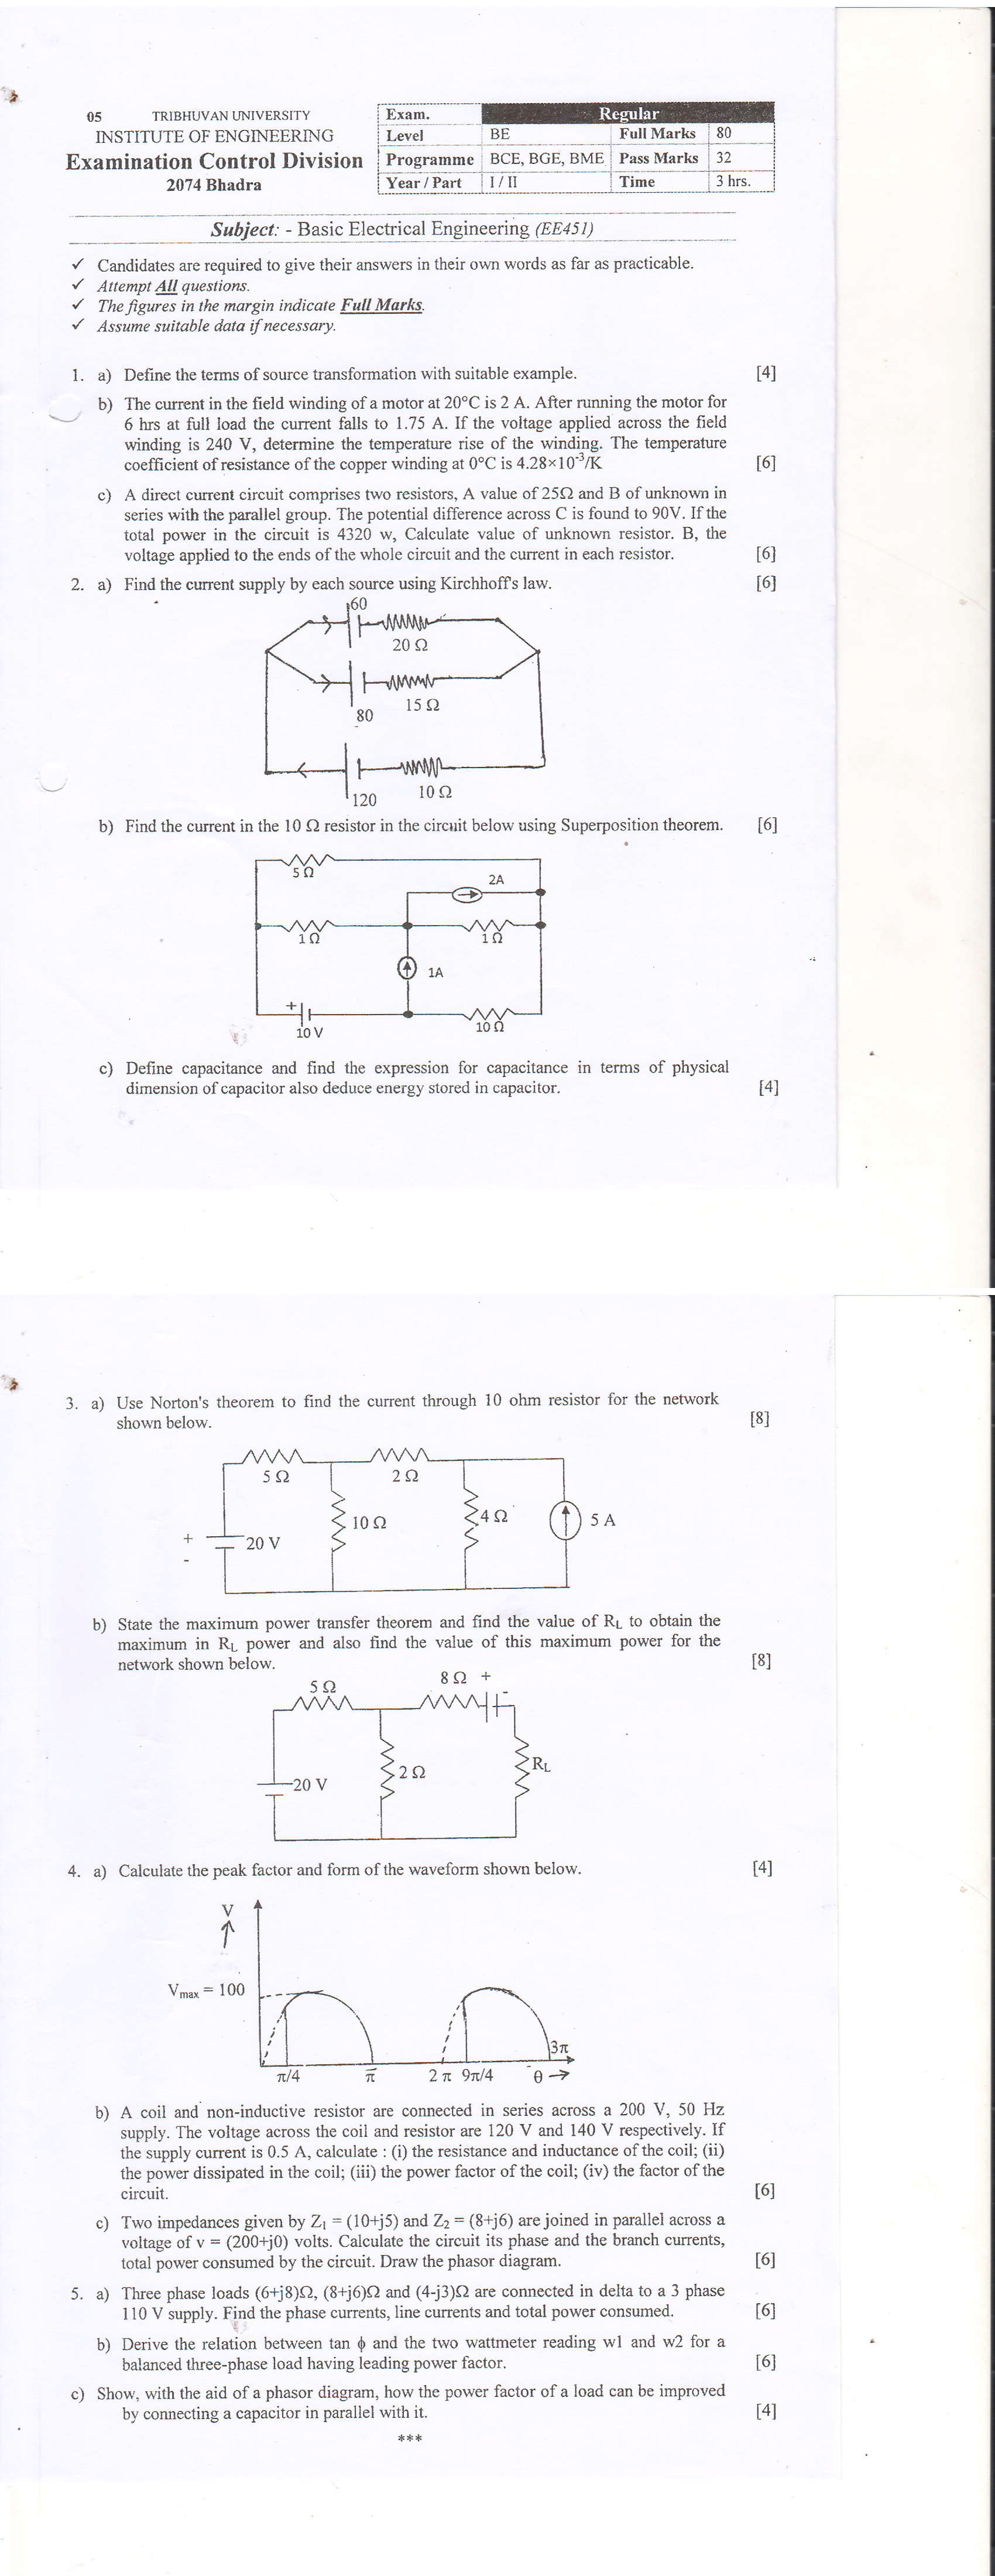 05 TRIBHUVAN UNIVERSITY
INSTITUTE OF ENGINEERING
Examination Control Division
2074 Bhadra
Exam. Regular
Level BE Full Marks 80
Programme BCE, BGE, BME Pass Marks 32
Year / Part I / II Time 3 hrs.
Subject: - Basic Electrical Engineering (EE451)
✓ Candidates are required to give their answers in their own words as far as practicable.
✓ Attempt All questions.
✓ The figures in the margin indicate Full Marks.
✓ Assume suitable data if necessary.
1. a) Define the terms of source transformation with suitable example. [4]
b) The current in the field winding of a motor at 20°C is 2 A. After running the motor for
6 hrs at full load the current falls to 1.75 A. If the voltage applied across the field
winding is 240 V, determine the temperature rise of the winding. The temperature
coefficient of resistance of the copper winding at 0°C is 4.28×10⁻³/K [6]
c) A direct current circuit comprises two resistors, A value of 25Ω and B of unknown in
series with the parallel group. The potential difference across C is found to 90V. If the
total power in the circuit is 4320 w, Calculate value of unknown resistor. B, the
voltage applied to the ends of the whole circuit and the current in each resistor. [6]
2. a) Find the current supply by each source using Kirchhoff's law. [6]
60
20 Ω
15 Ω
80
10 Ω
120
b) Find the current in the 10 Ω resistor in the circuit below using Superposition theorem. [6]
5 Ω
2A
1 Ω
1 Ω
1A
+
10 V
10 Ω
c) Define capacitance and find the expression for capacitance in terms of physical
dimension of capacitor also deduce energy stored in capacitor. [4]
3. a) Use Norton's theorem to find the current through 10 ohm resistor for the network
shown below. [8]
5 Ω
2 Ω
10 Ω
4 Ω
5 A
+
20 V
-
b) State the maximum power transfer theorem and find the value of RL to obtain the
maximum in RL power and also find the value of this maximum power for the
network shown below. [8]
5 Ω
8 Ω + -
2 Ω
RL
20 V
4. a) Calculate the peak factor and form of the waveform shown below. [4]
V
↑
Vmax = 100
π/4
π
2 π
9π/4
3π
θ →
b) A coil and non-inductive resistor are connected in series across a 200 V, 50 Hz
supply. The voltage across the coil and resistor are 120 V and 140 V respectively. If
the supply current is 0.5 A, calculate : (i) the resistance and inductance of the coil; (ii)
the power dissipated in the coil; (iii) the power factor of the coil; (iv) the factor of the
circuit. [6]
c) Two impedances given by Z1 = (10+j5) and Z2 = (8+j6) are joined in parallel across a
voltage of v = (200+j0) volts. Calculate the circuit its phase and the branch currents,
total power consumed by the circuit. Draw the phasor diagram. [6]
5. a) Three phase loads (6+j8)Ω, (8+j6)Ω and (4-j3)Ω are connected in delta to a 3 phase
110 V supply. Find the phase currents, line currents and total power consumed. [6]
b) Derive the relation between tan ϕ and the two wattmeter reading w1 and w2 for a
balanced three-phase load having leading power factor. [6]
c) Show, with the aid of a phasor diagram, how the power factor of a load can be improved
by connecting a capacitor in parallel with it. [4]
***